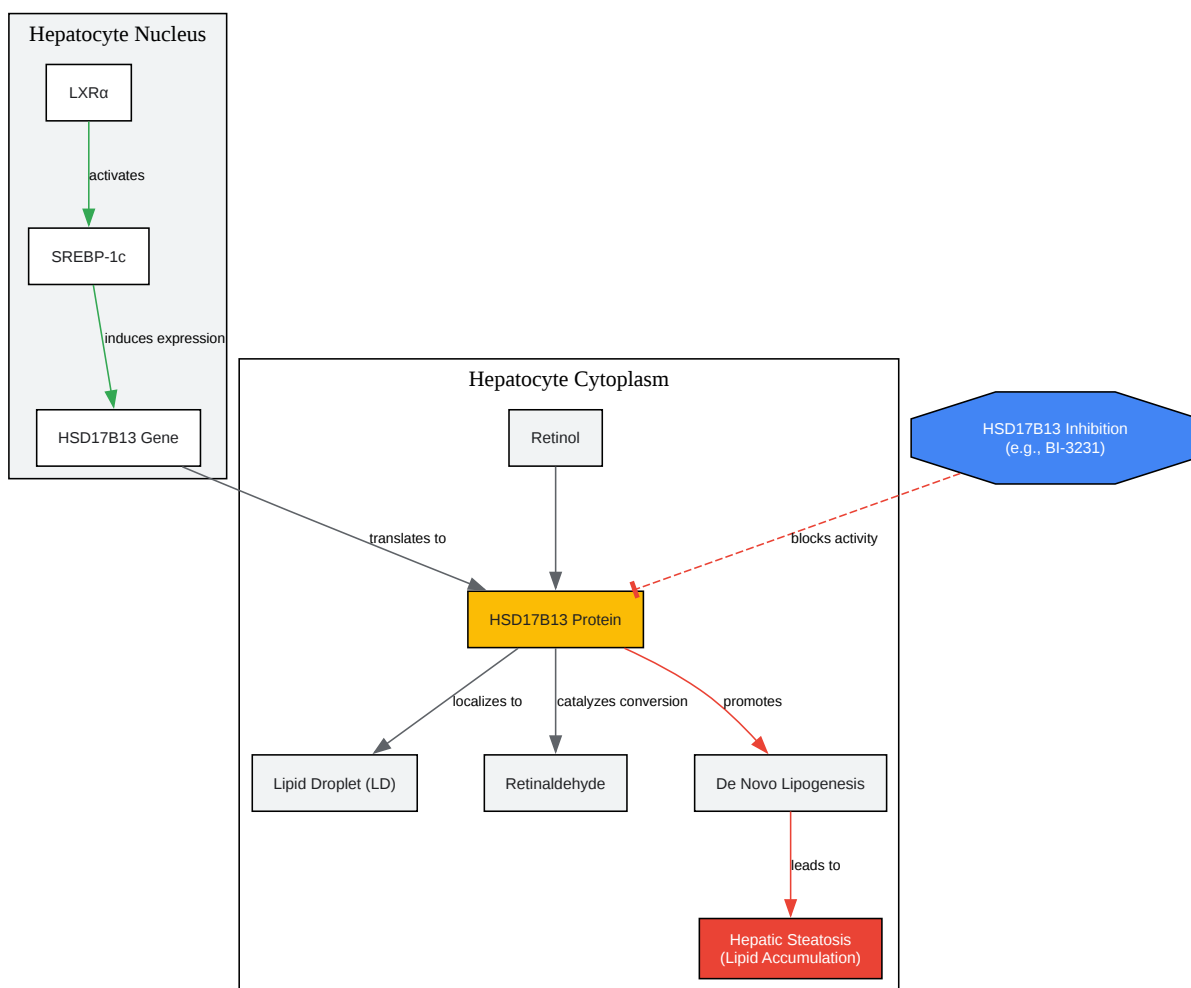 Hepatocyte Nucleus
LXRα
activates
SREBP-1c
induces expression
HSD17B13 Gene
Hepatocyte Cytoplasm
Retinol
HSD17B13 Inhibition
(e.g., BI-3231)
translates to
blocks activity
HSD17B13 Protein
localizes to
catalyzes conversion
promotes
Lipid Droplet (LD)
Retinaldehyde
De Novo Lipogenesis
leads to
Hepatic Steatosis
(Lipid Accumulation)